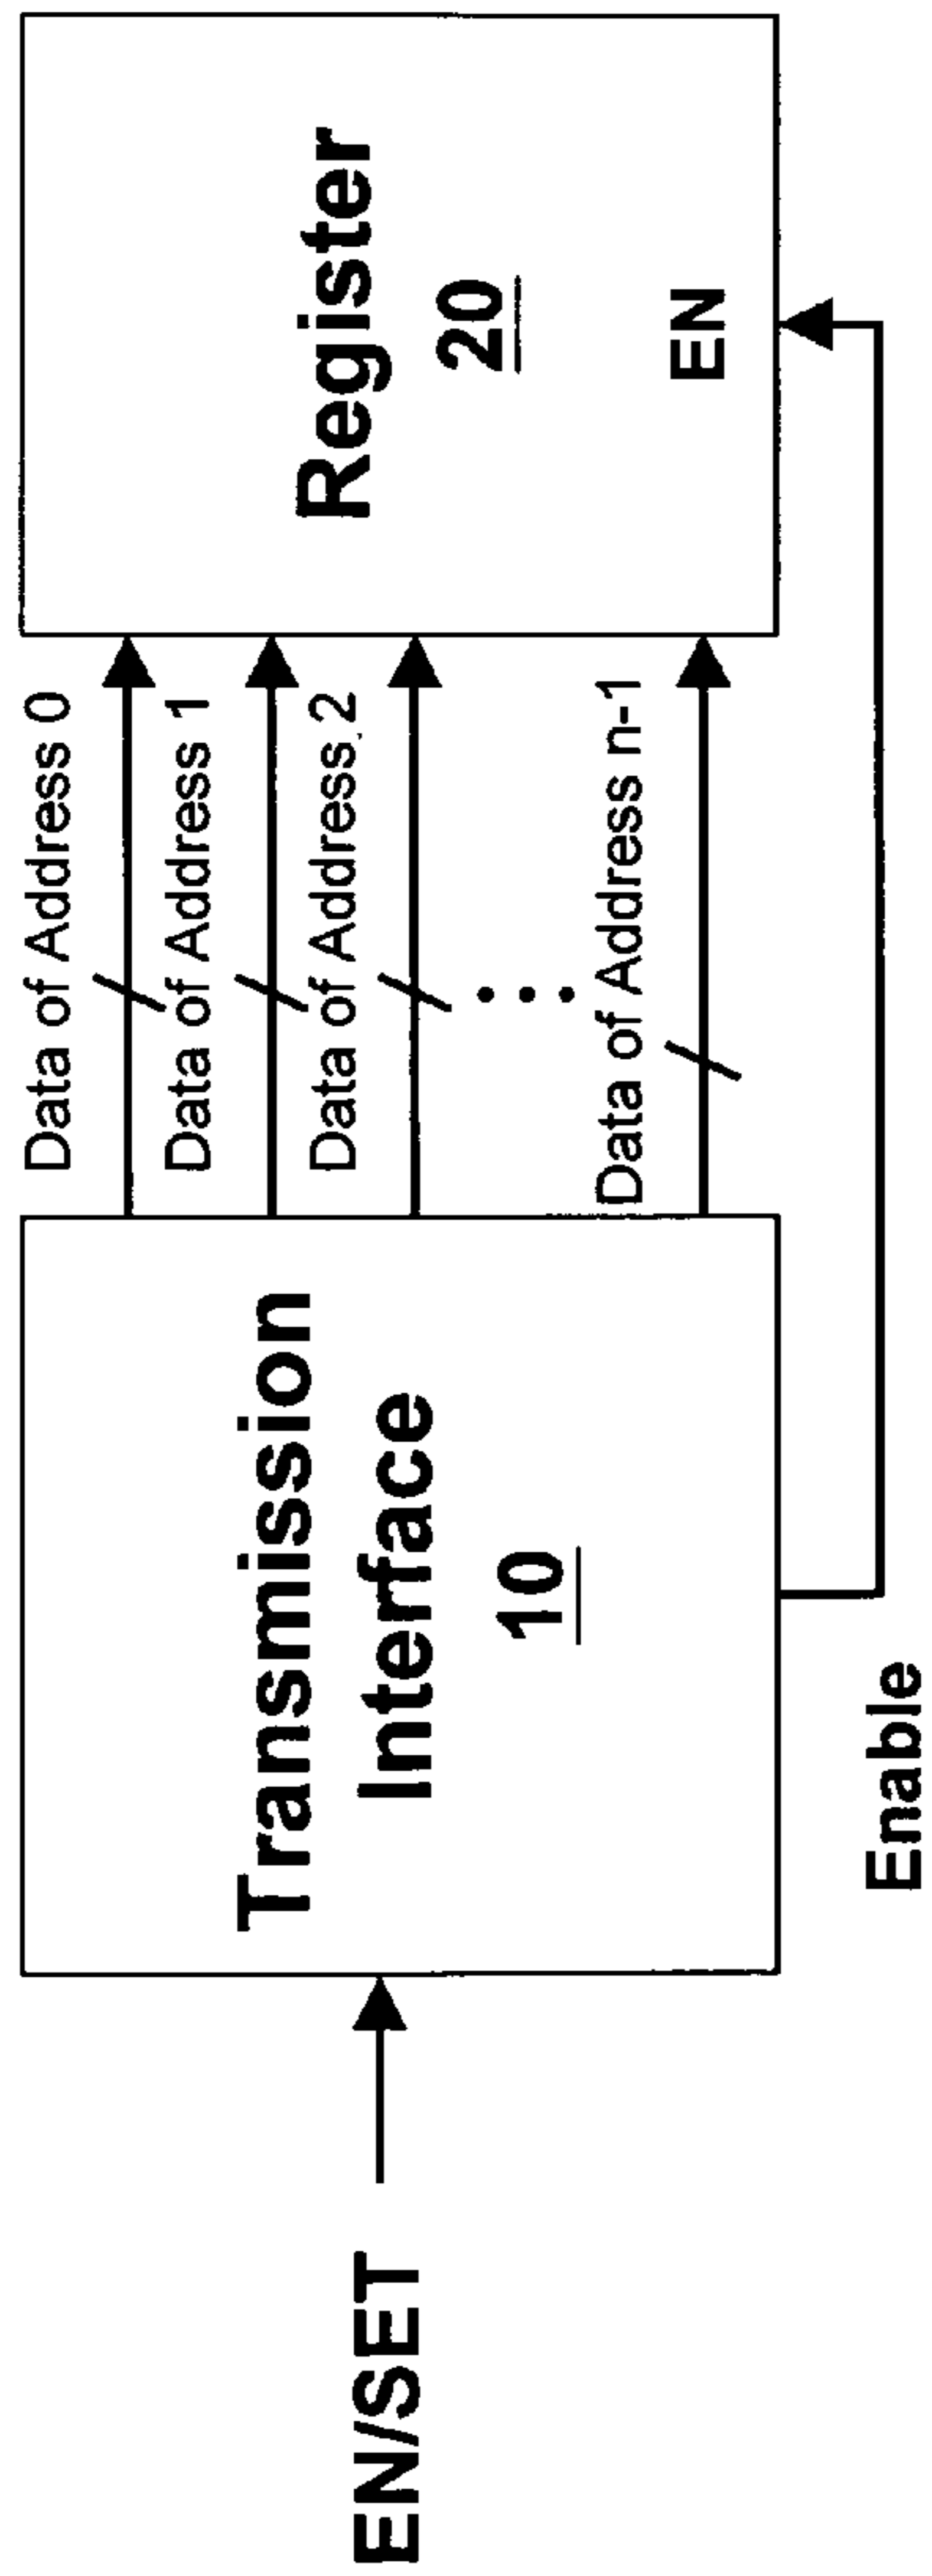 EN/SET
Transmission
Interface
10
Enable
Data of Address 0
Data of Address 1
Data of Address 2
Data of Address n-1
Register
20
EN